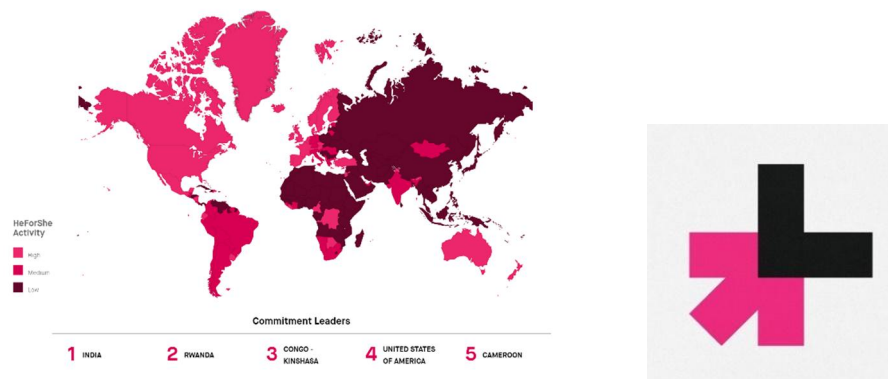 HeForShe
Activity
High
Medium
Low
Commitment Leaders
1 INDIA
2 RWANDA
3 CONGO -
KINSHASA
4 UNITED STATES
OF AMERICA
5 CAMEROON